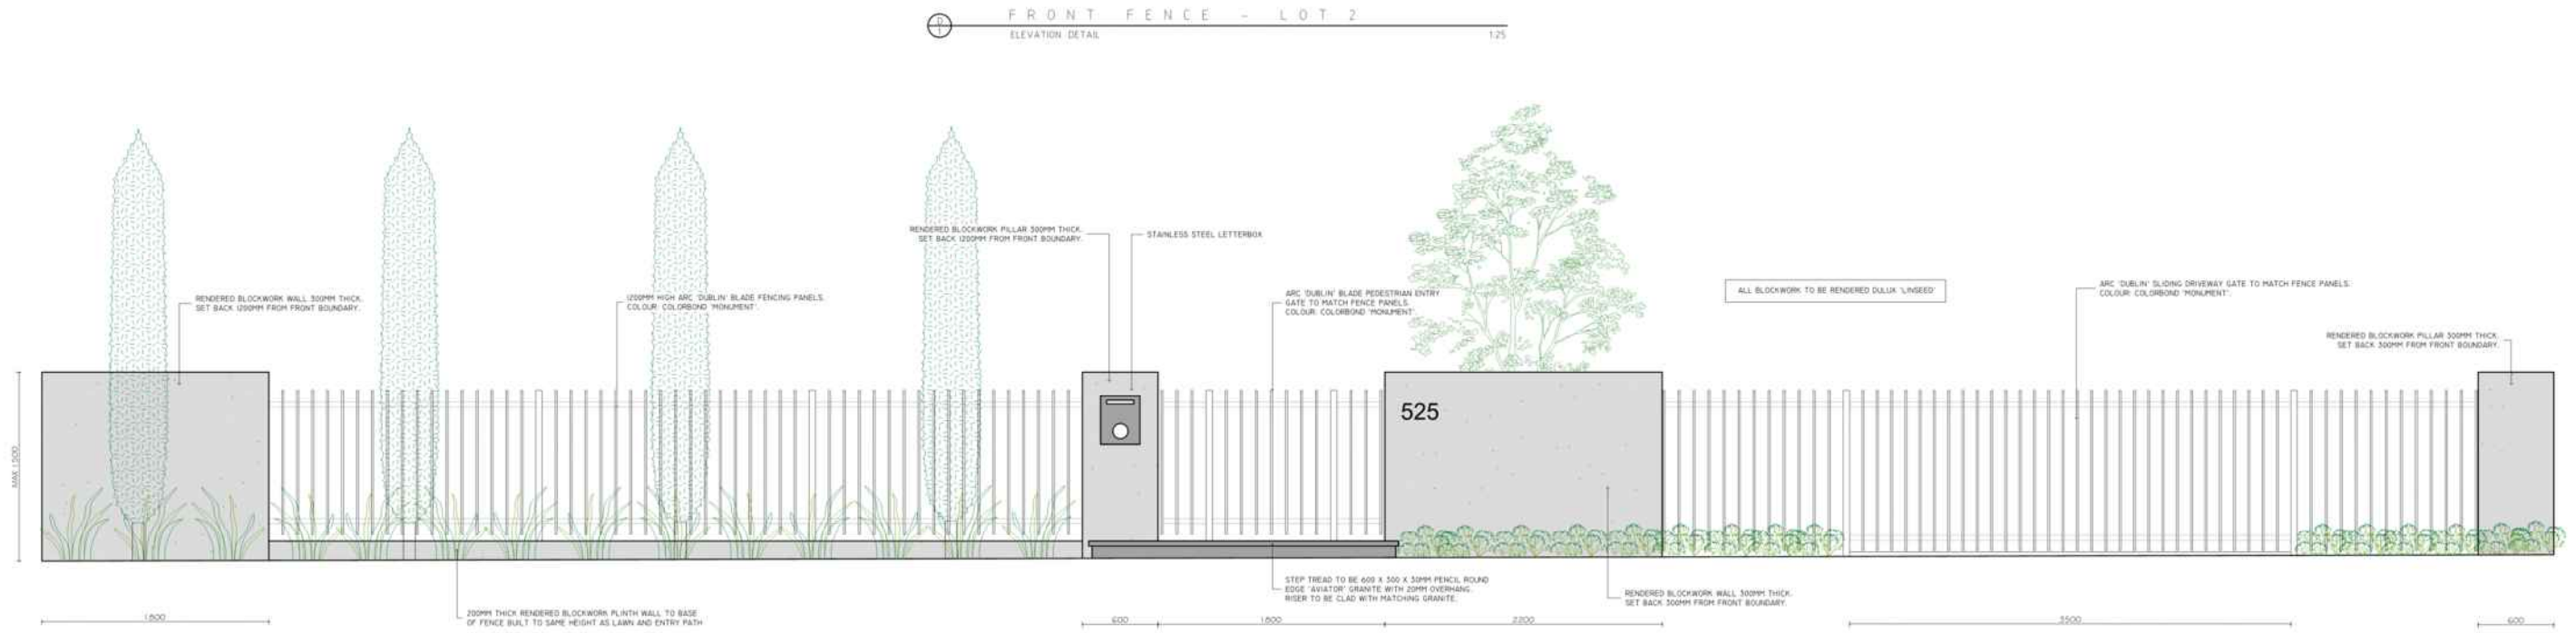 FRONT FENCE - LOT 2
D
1
ELEVATION DETAIL
1:25
RENDERED BLOCKWORK PILLAR 300MM THICK.
SET BACK 1200MM FROM FRONT BOUNDARY.
STAINLESS STEEL LETTERBOX
RENDERED BLOCKWORK WALL 300MM THICK.
SET BACK 1200MM FROM FRONT BOUNDARY.
1200MM HIGH ARC 'DUBLIN' BLADE FENCING PANELS.
COLOUR: COLORBOND 'MONUMENT'.
ARC 'DUBLIN' BLADE PEDESTRIAN ENTRY
GATE TO MATCH FENCE PANELS.
COLOUR: COLORBOND 'MONUMENT'.
ALL BLOCKWORK TO BE RENDERED DULUX 'LINSEED'
ARC 'DUBLIN' SLIDING DRIVEWAY GATE TO MATCH FENCE PANELS.
COLOUR: COLORBOND 'MONUMENT'.
RENDERED BLOCKWORK PILLAR 300MM THICK.
SET BACK 300MM FROM FRONT BOUNDARY.
525
MAX 1500
STEP TREAD TO BE 600 X 300 X 30MM PENCIL ROUND
EDGE 'AVIATOR' GRANITE WITH 20MM OVERHANG.
RISER TO BE CLAD WITH MATCHING GRANITE.
RENDERED BLOCKWORK WALL 300MM THICK.
SET BACK 300MM FROM FRONT BOUNDARY.
200MM THICK RENDERED BLOCKWORK PLINTH WALL TO BASE
OF FENCE BUILT TO SAME HEIGHT AS LAWN AND ENTRY PATH
1800
600
1800
2200
3500
600